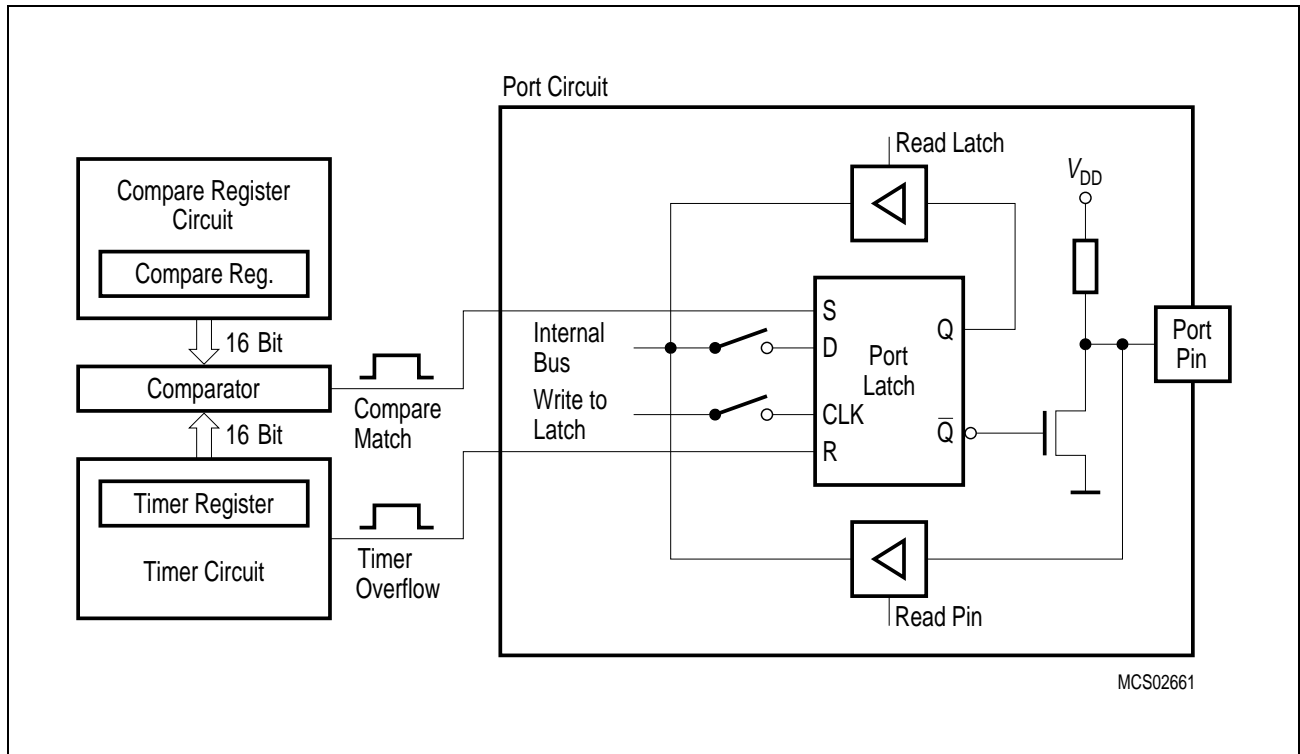 Port Circuit
Compare Register
Circuit
Compare Reg.
16 Bit
Comparator
16 Bit
Timer Register
Timer Circuit
Compare
Match
Timer
Overflow
Read Latch
VDD
Internal
Bus
Write to
Latch
S
D
CLK
R
Q
Port
Latch
Q̅
Port
Pin
Read Pin
MCS02661